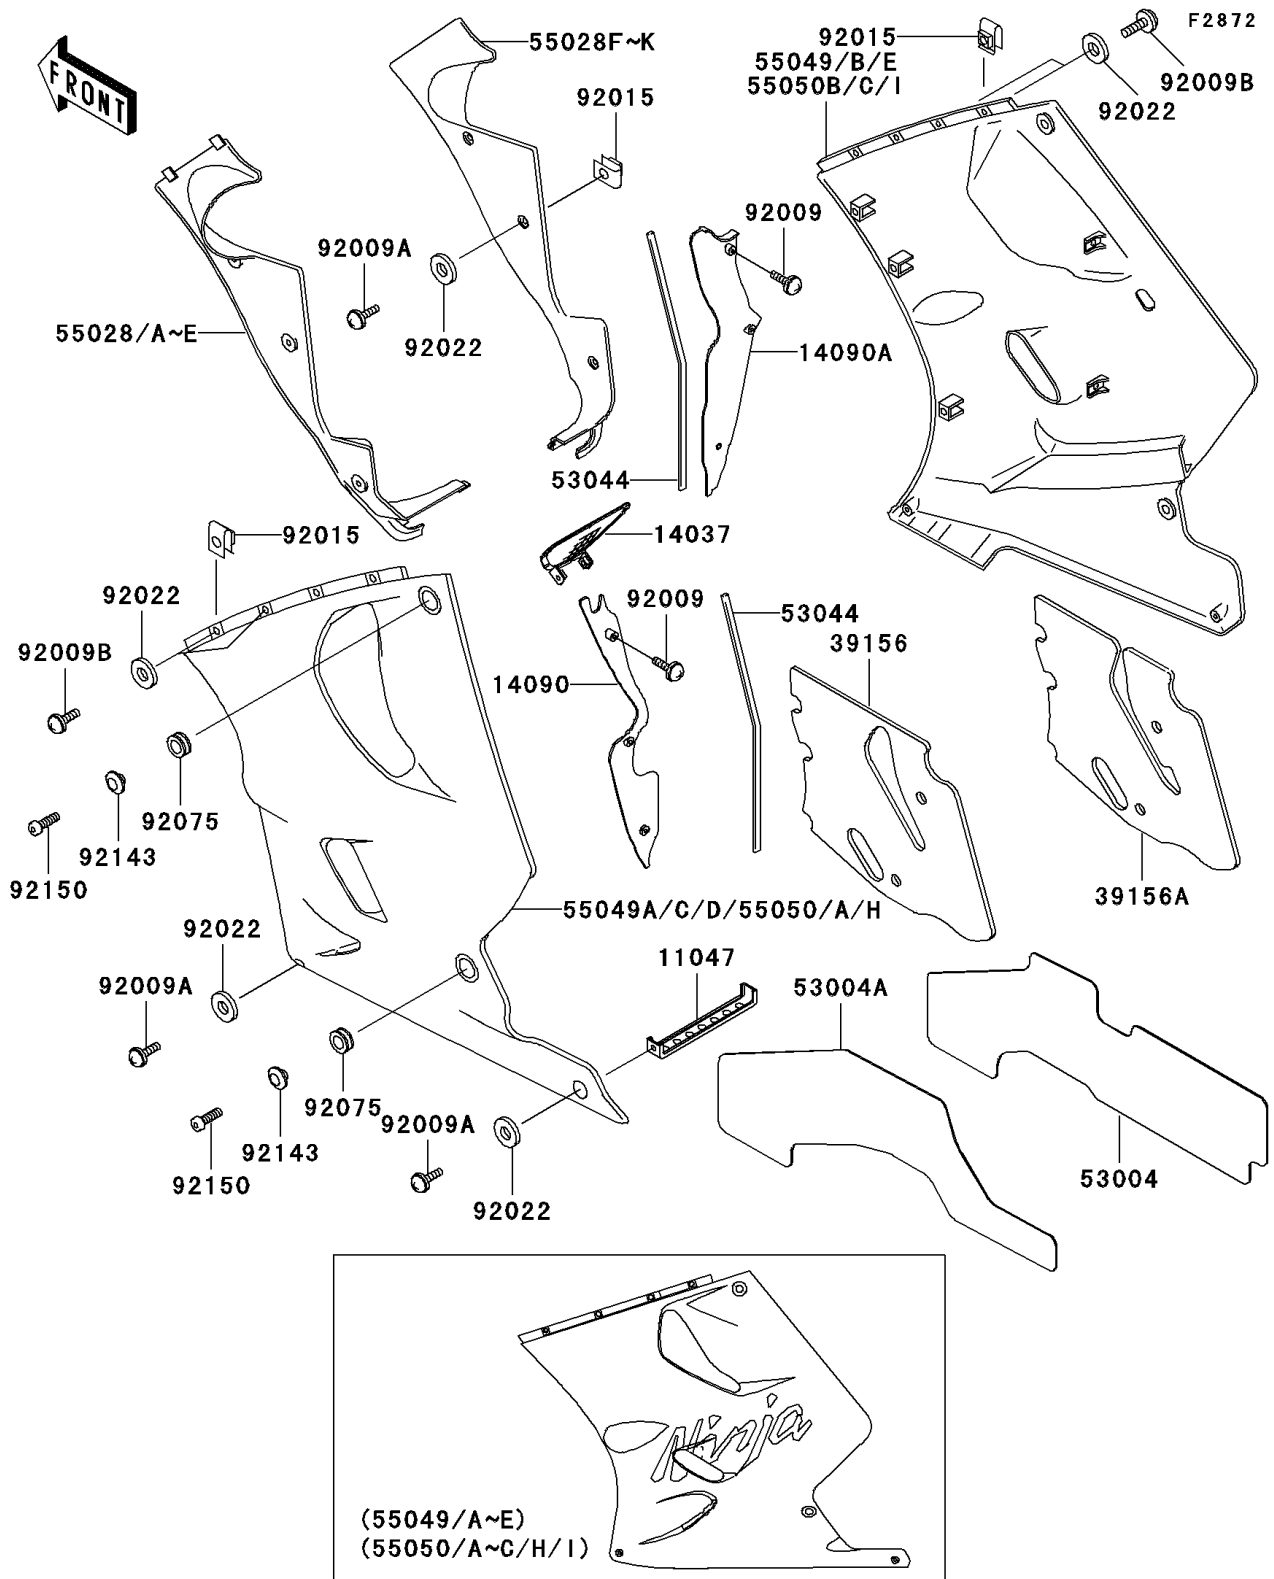 F2872
FRONT
55028F~K
92015
92015
55049/B/E
55050B/C/I
92009B
92022
92009
92009A
92022
55028/A~E
14090A
53044
92015
14037
92022
92009
53044
39156
92009B
14090
92075
92143
92150
39156A
55049A/C/D/55050/A/H
92022
11047
92009A
53004A
92075
92009A
92143
92150
53004
92022
Ninja
(55049/A~E)
(55050/A~C/H/I)